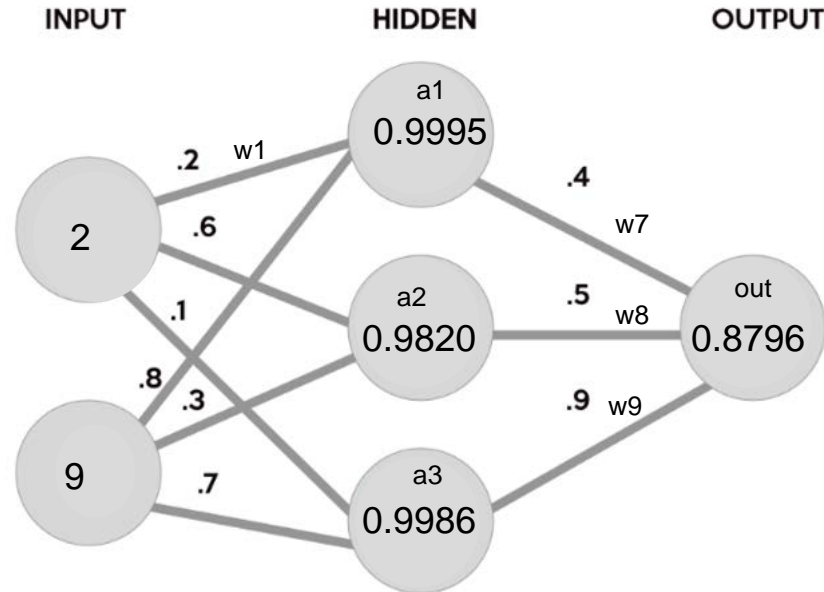 INPUT HIDDEN OUTPUT
a1
0.9995
.2 w1
.4
.6
w7
2
a2
0.9820
.5 w8
out
0.8796
.1
.8
.3
.9 w9
9
a3
0.9986
.7